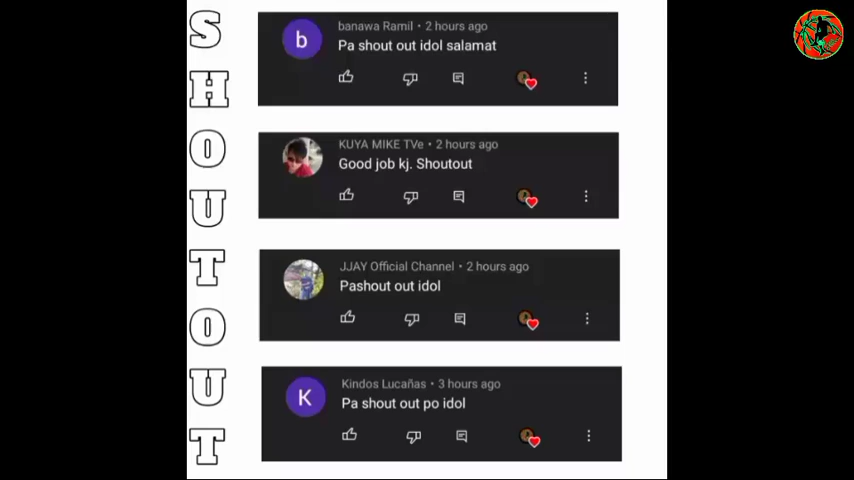 SHOUTOUT
banawa Ramil • 2 hours ago
Pa shout out idol salamat
KUYA MIKE TVe • 2 hours ago
Good job kj. Shoutout
JJAY Official Channel • 2 hours ago
Pashout out idol
Kindos Lucañas • 3 hours ago
Pa shout out po idol
b
K